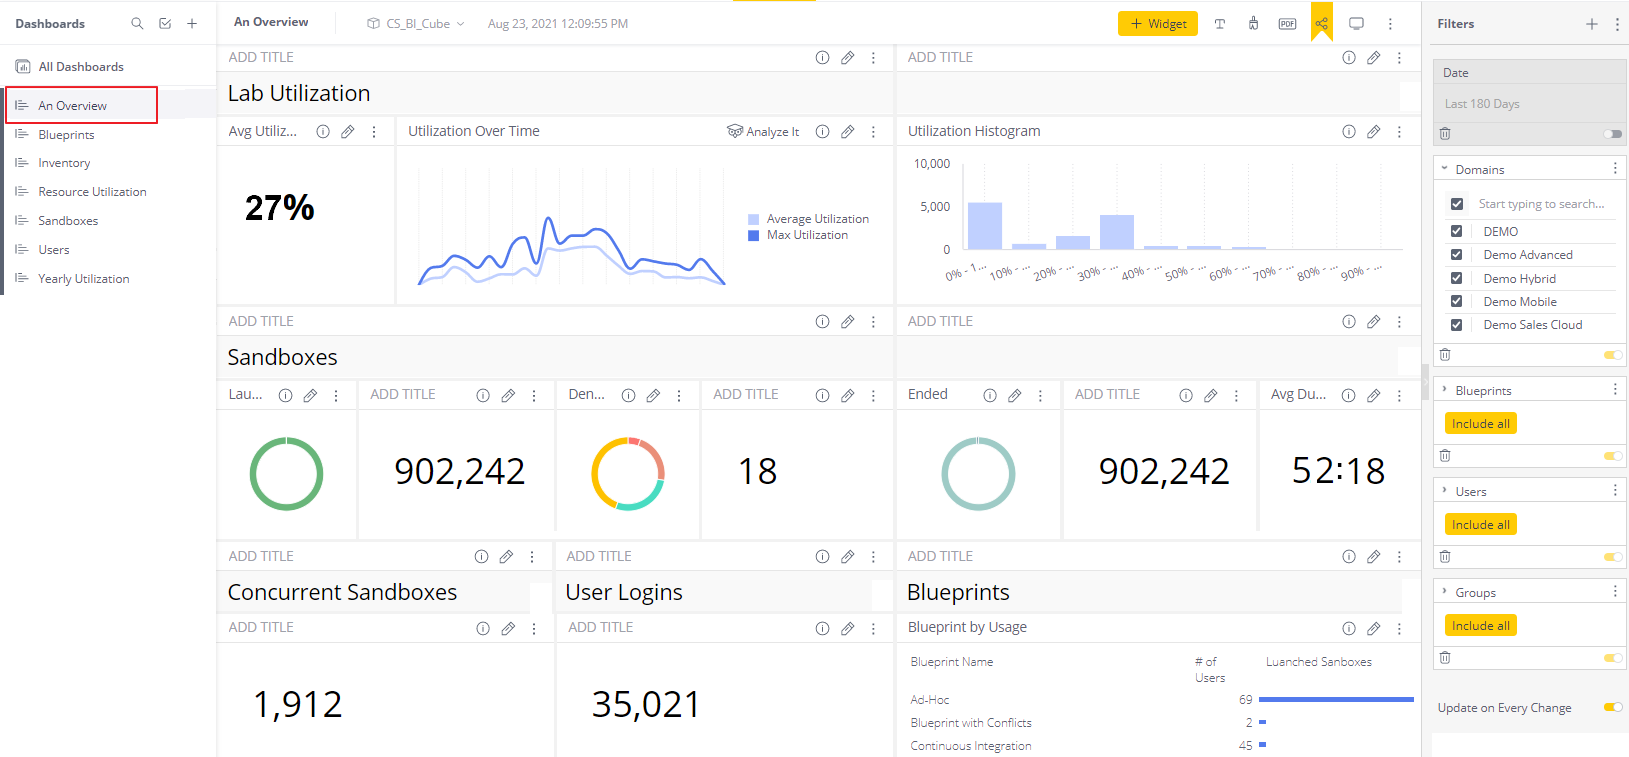 Dashboards
An Overview
CS_BI_Cube
Aug 23, 2021 12:09:55 PM
+ Widget
T
PDF
Filters
All Dashboards
An Overview
Blueprints
Inventory
Resource Utilization
Sandboxes
Users
Yearly Utilization
ADD TITLE
ADD TITLE
Lab Utilization
Avg Utiliz...
Utilization Over Time
Analyze It
Utilization Histogram
27%
Average Utilization
Max Utilization
10,000
5,000
0
0% - 1...
10% - ...
20% - ...
30% - ...
40% - ...
50% - ...
60% - ...
70% - ...
80% - ...
90% - ...
ADD TITLE
ADD TITLE
Sandboxes
Lau...
ADD TITLE
Den...
ADD TITLE
Ended
ADD TITLE
Avg Du...
902,242
18
902,242
52:18
ADD TITLE
ADD TITLE
ADD TITLE
Concurrent Sandboxes
User Logins
Blueprints
ADD TITLE
ADD TITLE
Blueprint by Usage
1,912
35,021
Blueprint Name
# of
Users
Luanched Sanboxes
Ad-Hoc 69
Blueprint with Conflicts 2
Continuous Integration 45
Date
Last 180 Days
Domains
Start typing to search...
DEMO
Demo Advanced
Demo Hybrid
Demo Mobile
Demo Sales Cloud
Blueprints
Include all
Users
Include all
Groups
Include all
Update on Every Change